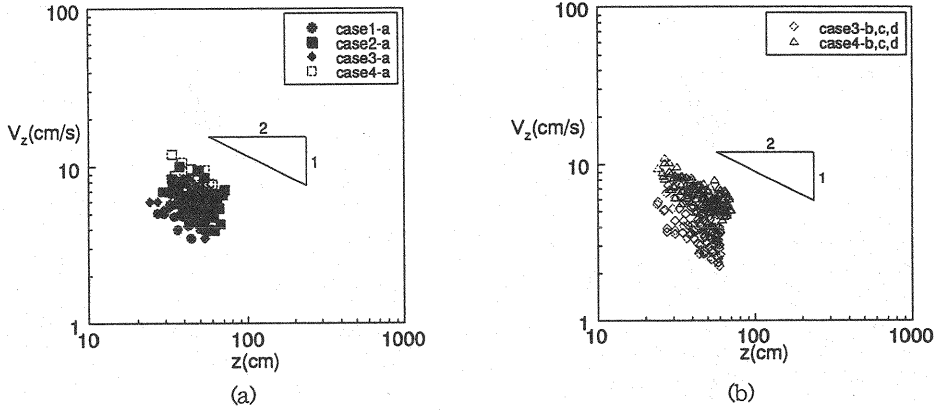 100
case1-a
case2-a
case3-a
case4-a
2
V_z(cm/s)
10
1
1
10
100
1000
z(cm)
(a)
100
case3-b,c,d
case4-b,c,d
2
V_z(cm/s)
10
1
1
10
100
1000
z(cm)
(b)